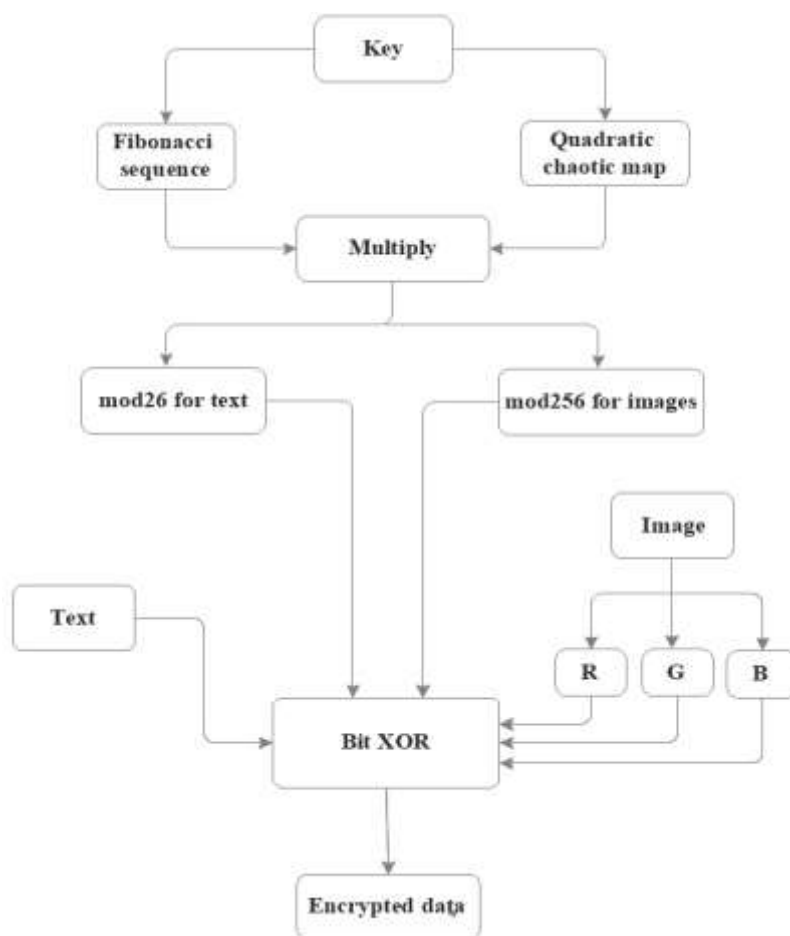 Key
Fibonacci
sequence
Quadratic
chaotic map
Multiply
mod26 for text
mod256 for images
Image
Text
R
G
B
Bit XOR
Encrypted data